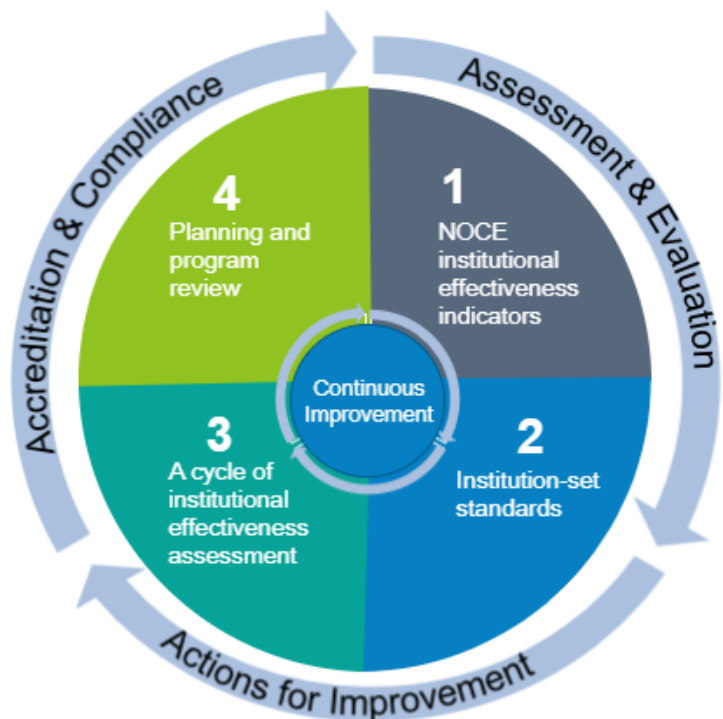 Assessment & Evaluation
Actions for Improvement
Accreditation & Compliance
1
NOCE
institutional
effectiveness
indicators
2
Institution-set
standards
3
A cycle of
institutional
effectiveness
assessment
4
Planning and
program
review
Continuous
Improvement